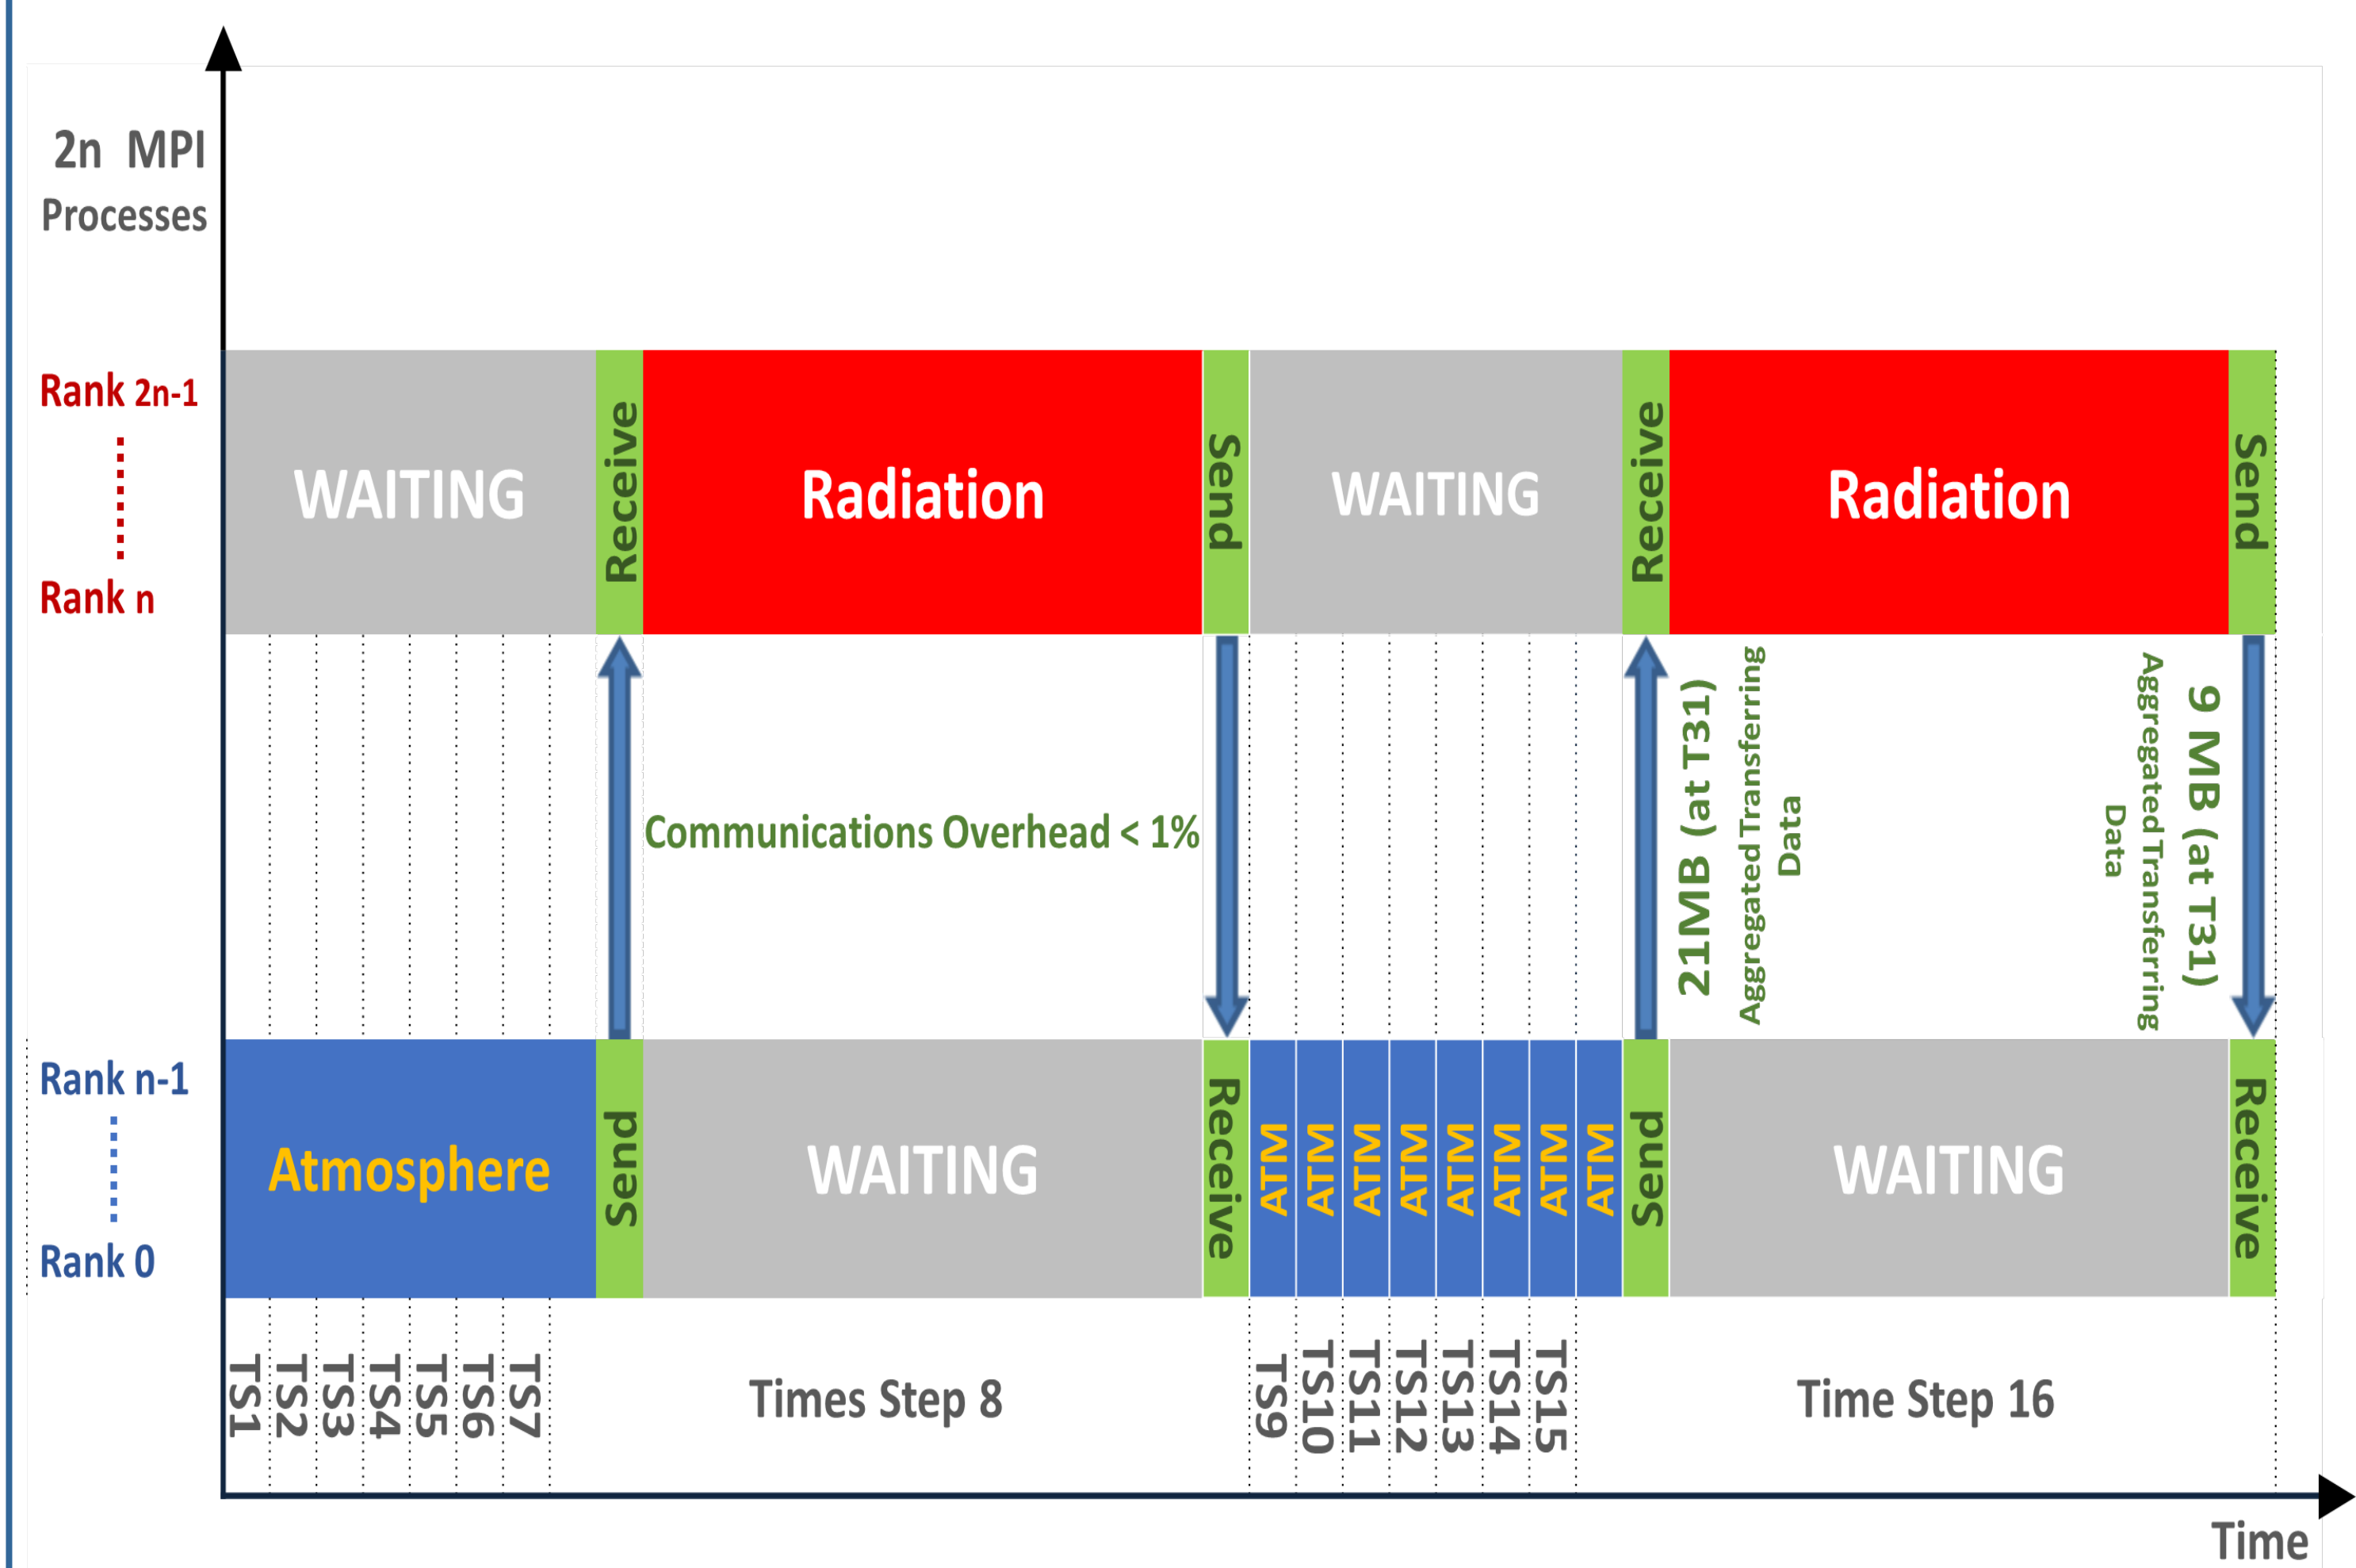 2n MPI
Processes
Rank 2n-1
Rank n
WAITING
Receive
Radiation
Send
WAITING
Receive
Radiation
Send
Communications Overhead < 1%
21MB (at T31)
Aggregated Transferring
Data
9 MB (at T31)
Aggregated Transferring
Data
Rank n-1
Rank 0
Atmosphere
Send
WAITING
Receive
ATM
ATM
ATM
ATM
ATM
ATM
ATM
ATM
Send
WAITING
Receive
TS1
TS2
TS3
TS4
TS5
TS6
TS7
Times Step 8
TS9
TS10
TS11
TS12
TS13
TS14
TS15
Time Step 16
Time